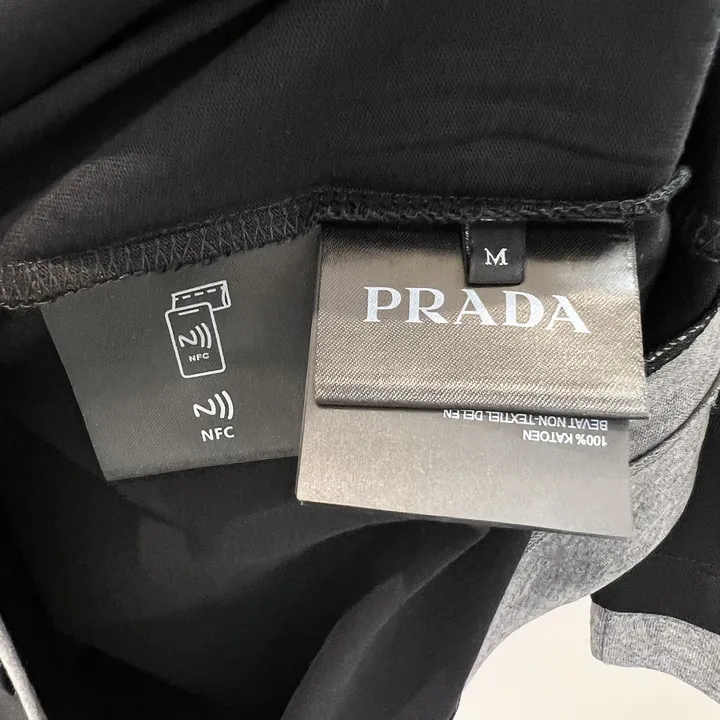 M
PRADA
NFC
NFC
100% KATOEN
BEVAT NON-TEXTIEL DELEN